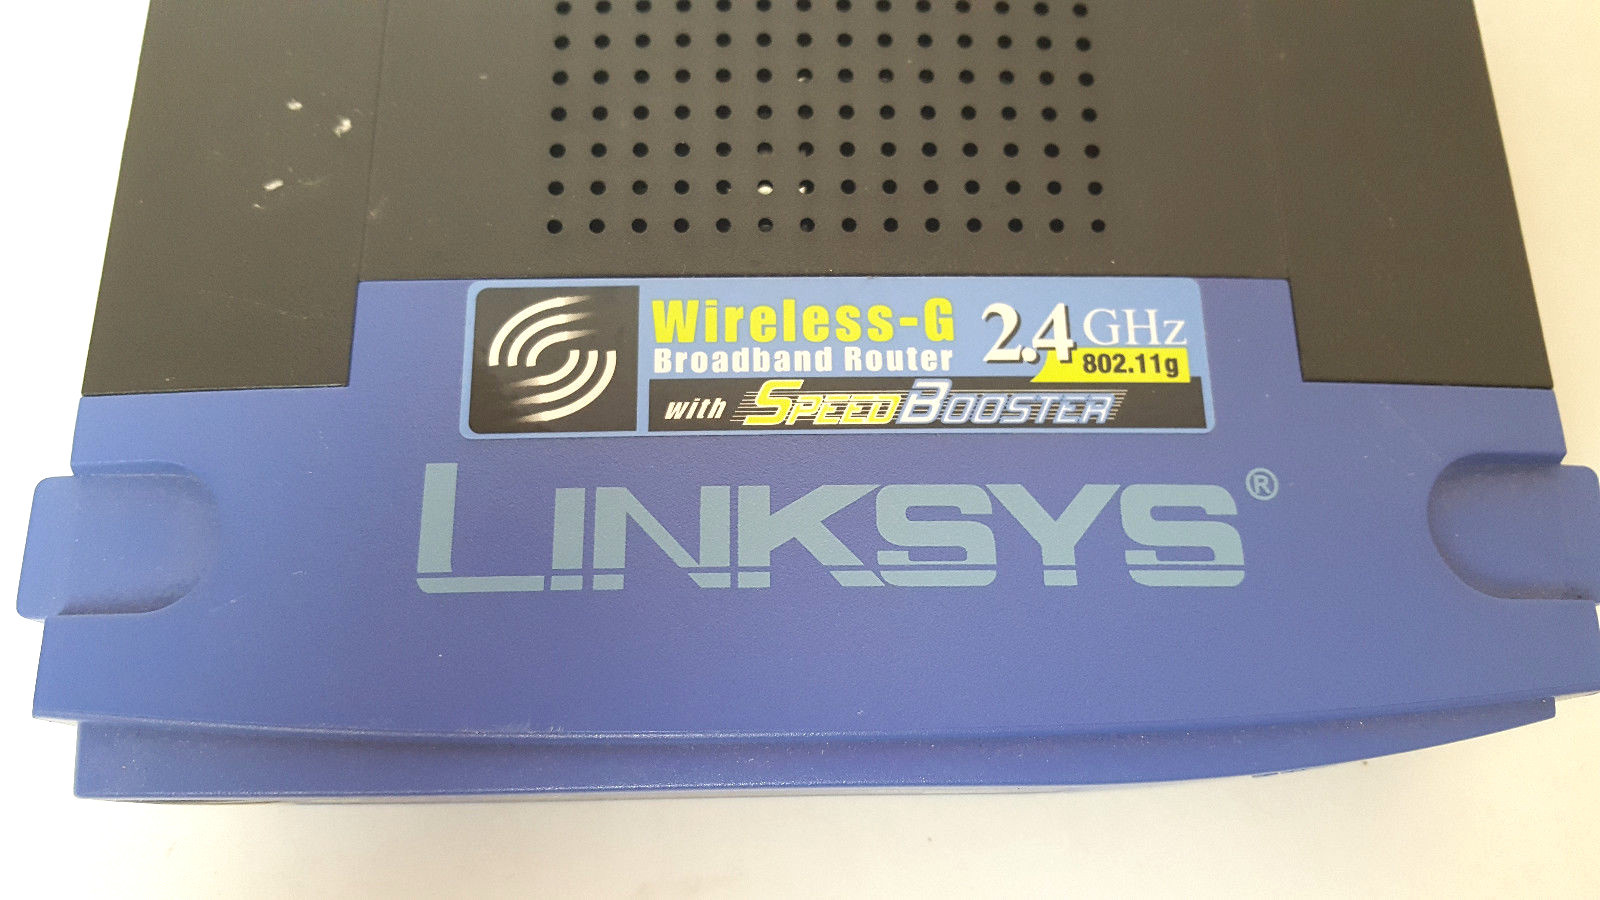 Wireless-G 2.4 GHz
Broadband Router 802.11g
with SPEEDBOOSTER
LINKSYS®